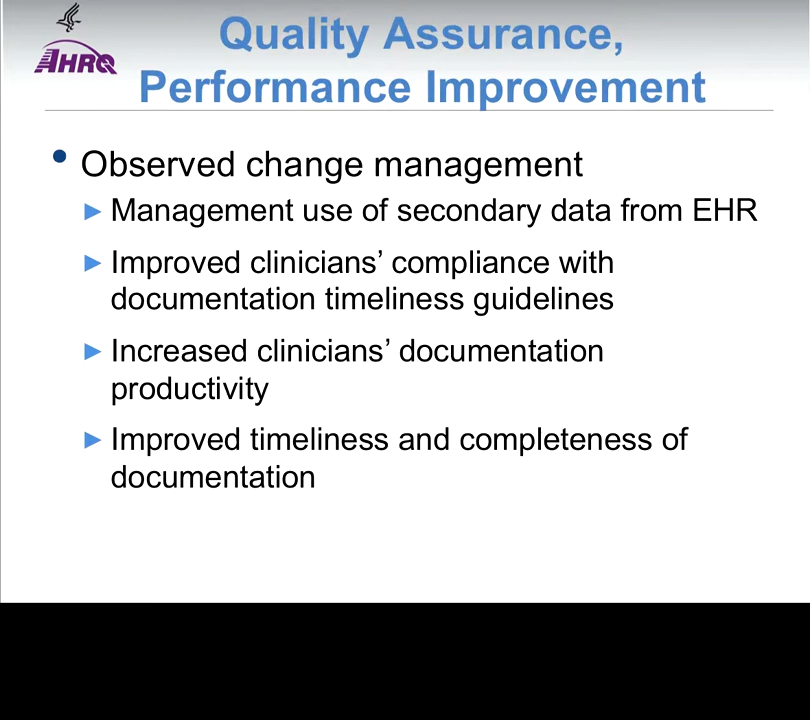 AHRQ
Quality Assurance,
Performance Improvement
• Observed change management
► Management use of secondary data from EHR
► Improved clinicians’ compliance with
documentation timeliness guidelines
► Increased clinicians’ documentation
productivity
► Improved timeliness and completeness of
documentation